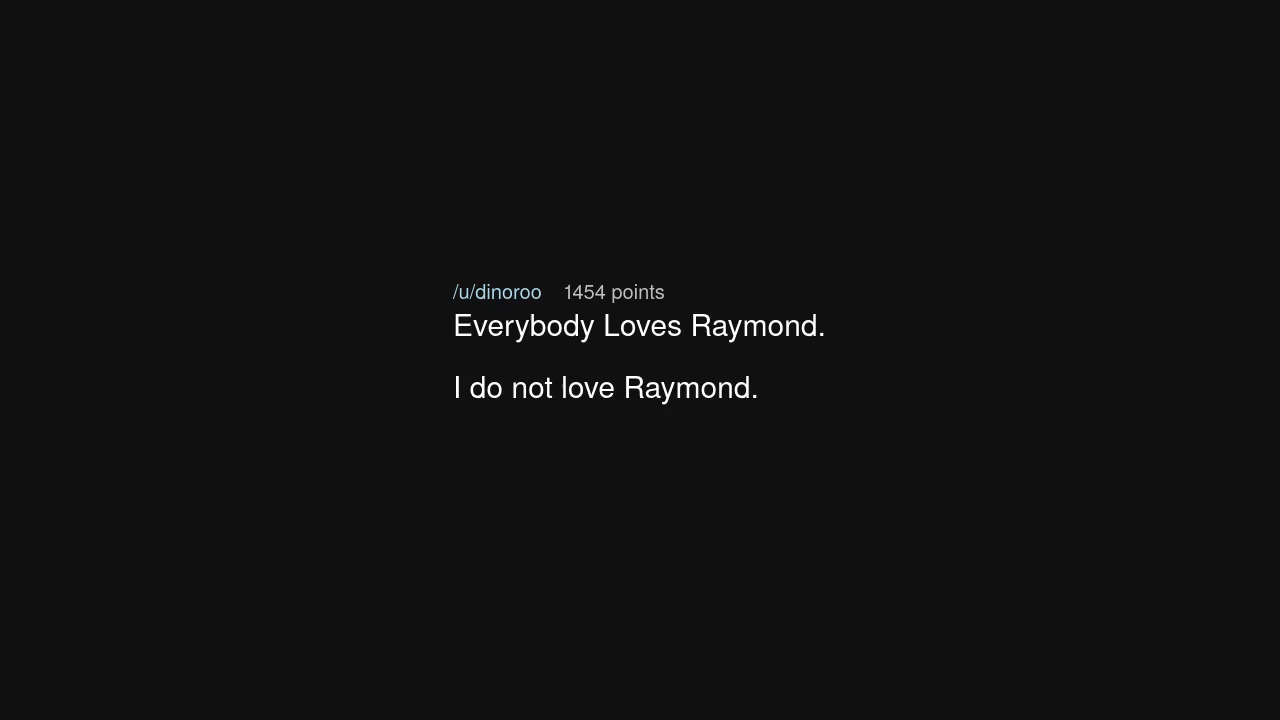 /u/dinoroo 1454 points
Everybody Loves Raymond.
I do not love Raymond.